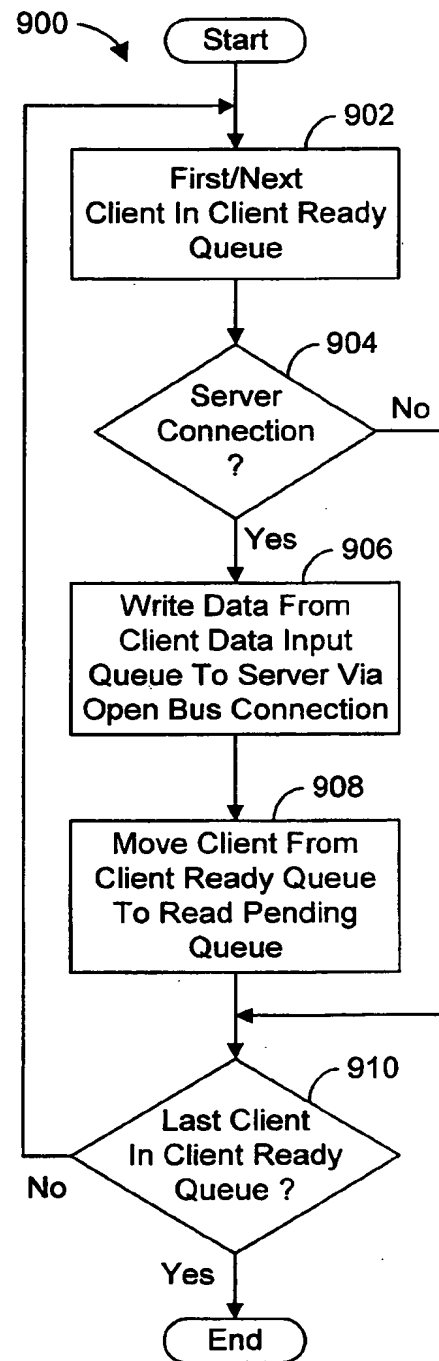 900
Start
902
First/Next
Client In Client Ready
Queue
904
Server
Connection
?
No
Yes
906
Write Data From
Client Data Input
Queue To Server Via
Open Bus Connection
908
Move Client From
Client Ready Queue
To Read Pending
Queue
910
Last Client
In Client Ready
Queue ?
No
Yes
End